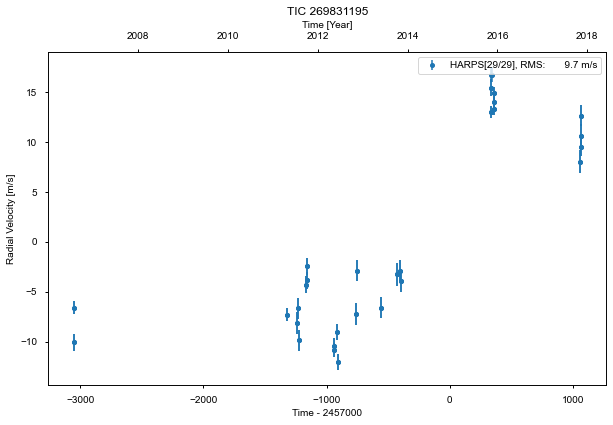 TIC 269831195
Time [Year]
2008 2010 2012 2014 2016 2018
HARPS[29/29], RMS: 9.7 m/s
Radial Velocity [m/s]
15
10
5
0
−5
−10
−3000 −2000 −1000 0 1000
Time - 2457000